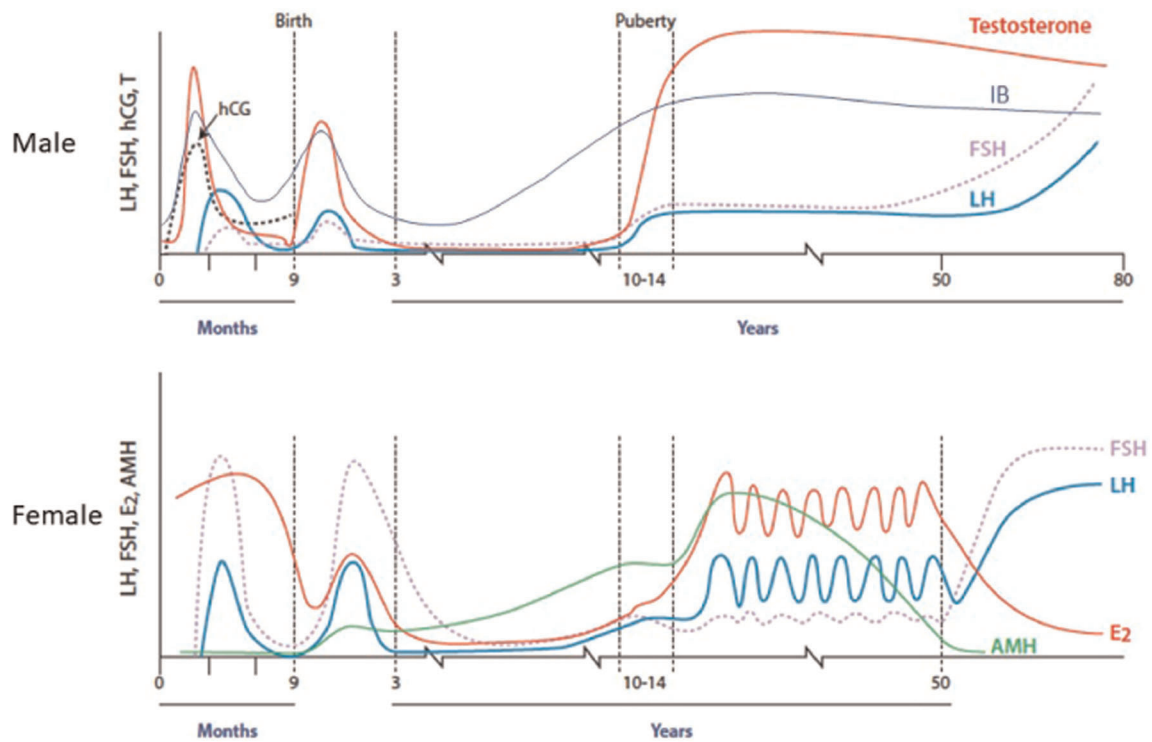 Birth
Puberty
Testosterone
hCG
IB
Male
LH, FSH, hCG, T
FSH
LH
0
9
3
10-14
50
80
Months
Years
FSH
LH
Female
LH, FSH, E2, AMH
E2
AMH
0
9
3
10-14
50
Months
Years